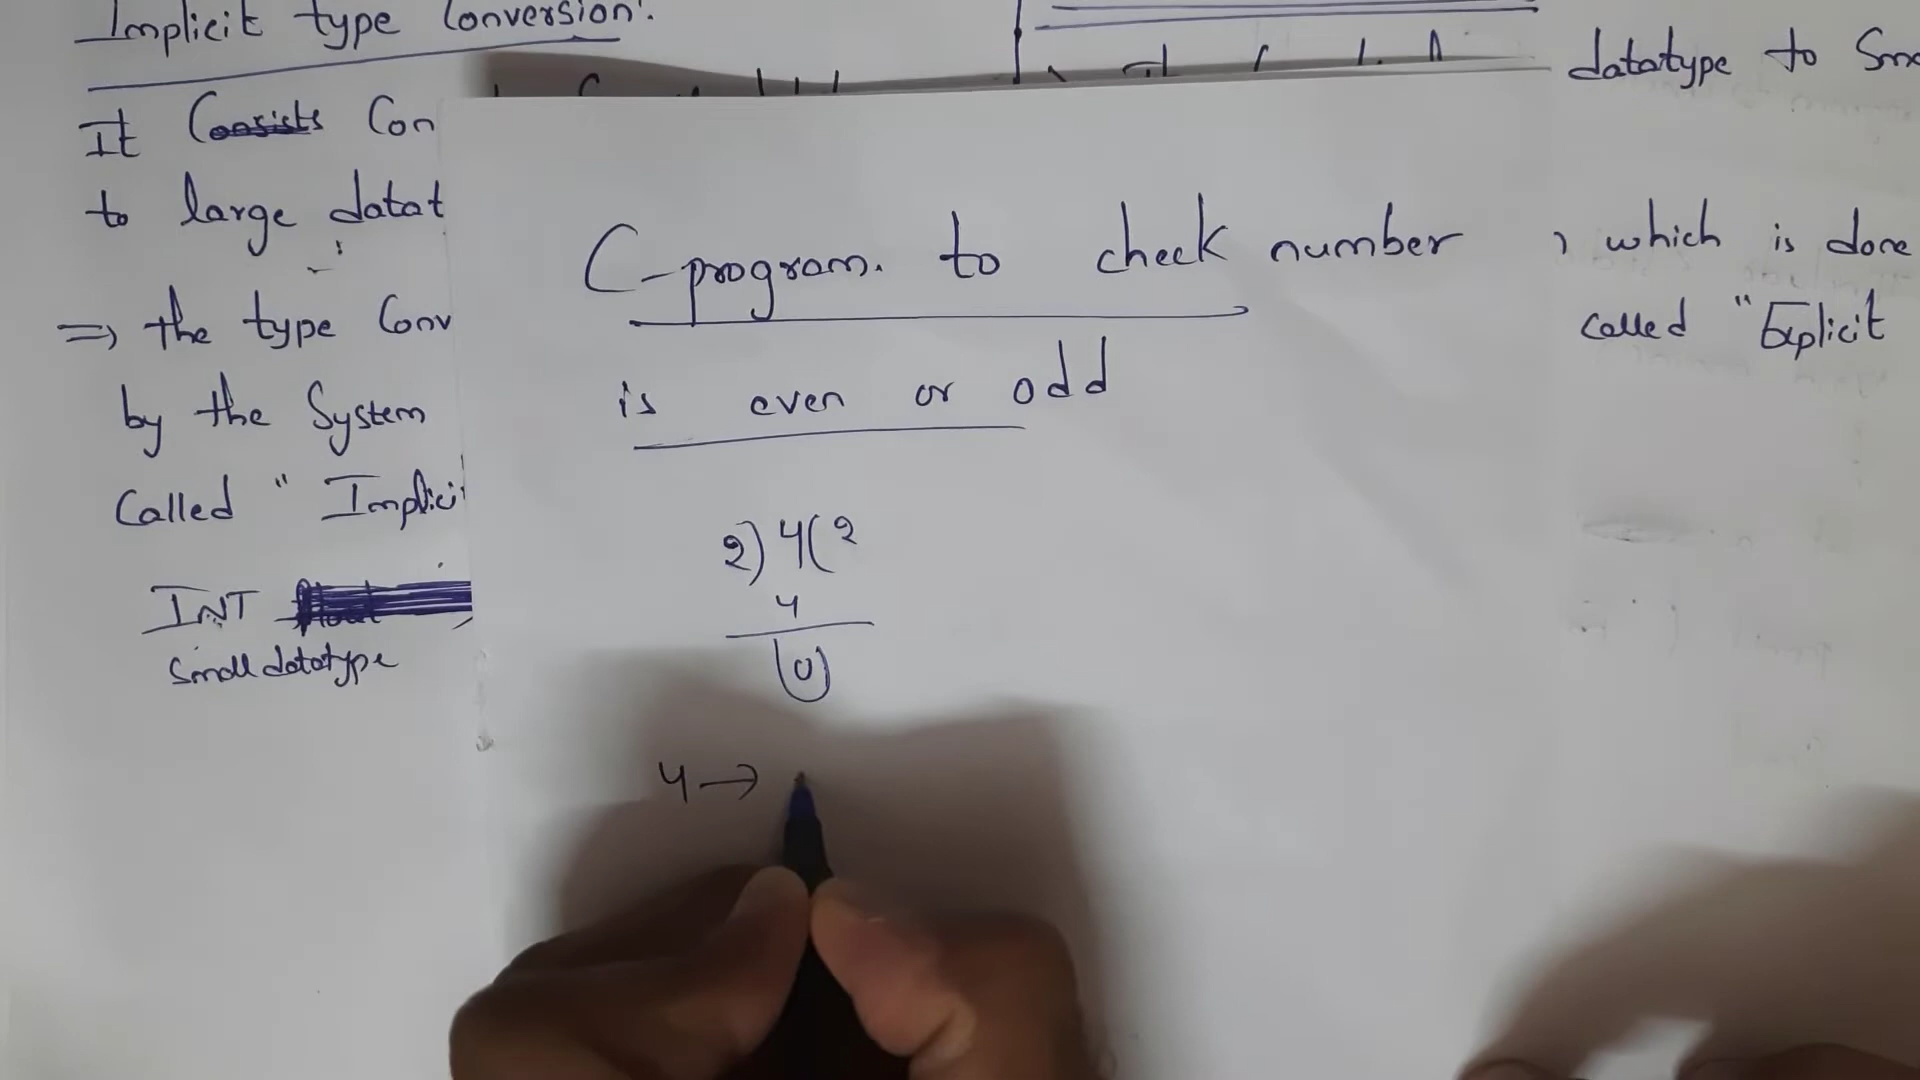 Implicit type Conversion:
It Consists Con
to large datat
=> the type Conv
by the System
Called " Implici
INT
Small datatype
C-program. to check number
is even or odd
2) 4 ( 2
4
0
4 →
datatype to Sma
, which is done
called " Explicit